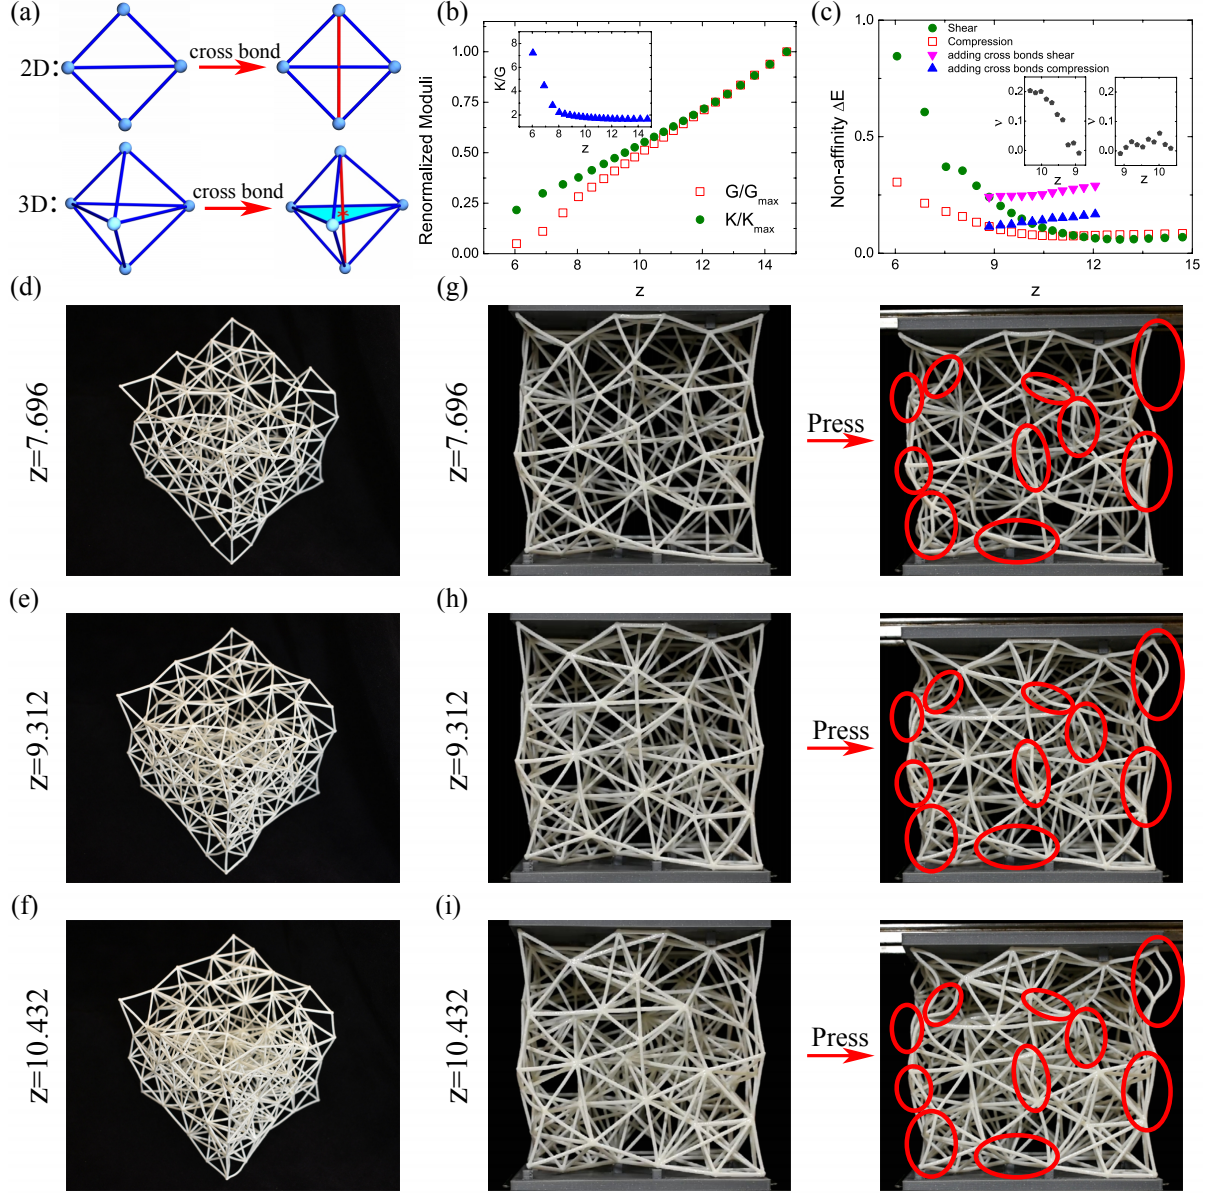 (a)
2D:
cross bond
3D:
cross bond
(b)
Renormalized Moduli
1.00
0.75
0.50
0.25
0.00
K/G
8
6
4
2
6
8
10
12
14
z
G/Gmax
K/Kmax
6
8
10
12
14
z
(c)
Non-affinity ΔE
1.0
0.5
0.0
Shear
Compression
adding cross bonds shear
adding cross bonds compression
ν
0.2
0.1
0.0
10
9
z
ν
0.2
0.1
0.0
9
10
z
6
9
12
15
z
(d)
z=7.696
(g)
z=7.696
Press
(e)
z=9.312
(h)
z=9.312
Press
(f)
z=10.432
(i)
z=10.432
Press